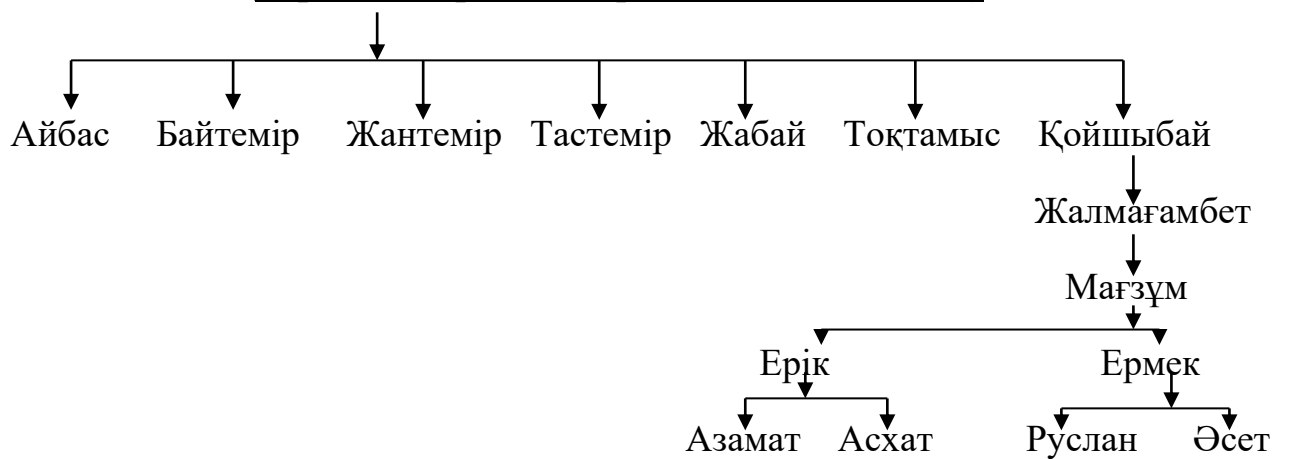 Айбас Байтемір Жантемір Тастемір Жабай Тоқтамыс Қойшыбай
Жалмағамбет
Мағзұм
Ерік Ермек
Азамат Асхат Руслан Әсет